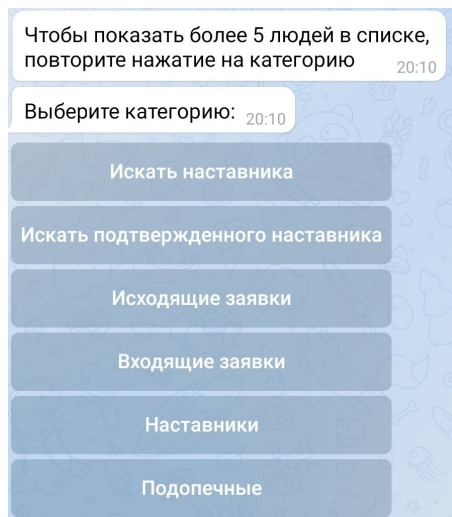 Чтобы показать более 5 людей в списке,
повторите нажатие на категорию
20:10
Выберите категорию:
20:10
Искать наставника
Искать подтвержденного наставника
Исходящие заявки
Входящие заявки
Наставники
Подопечные